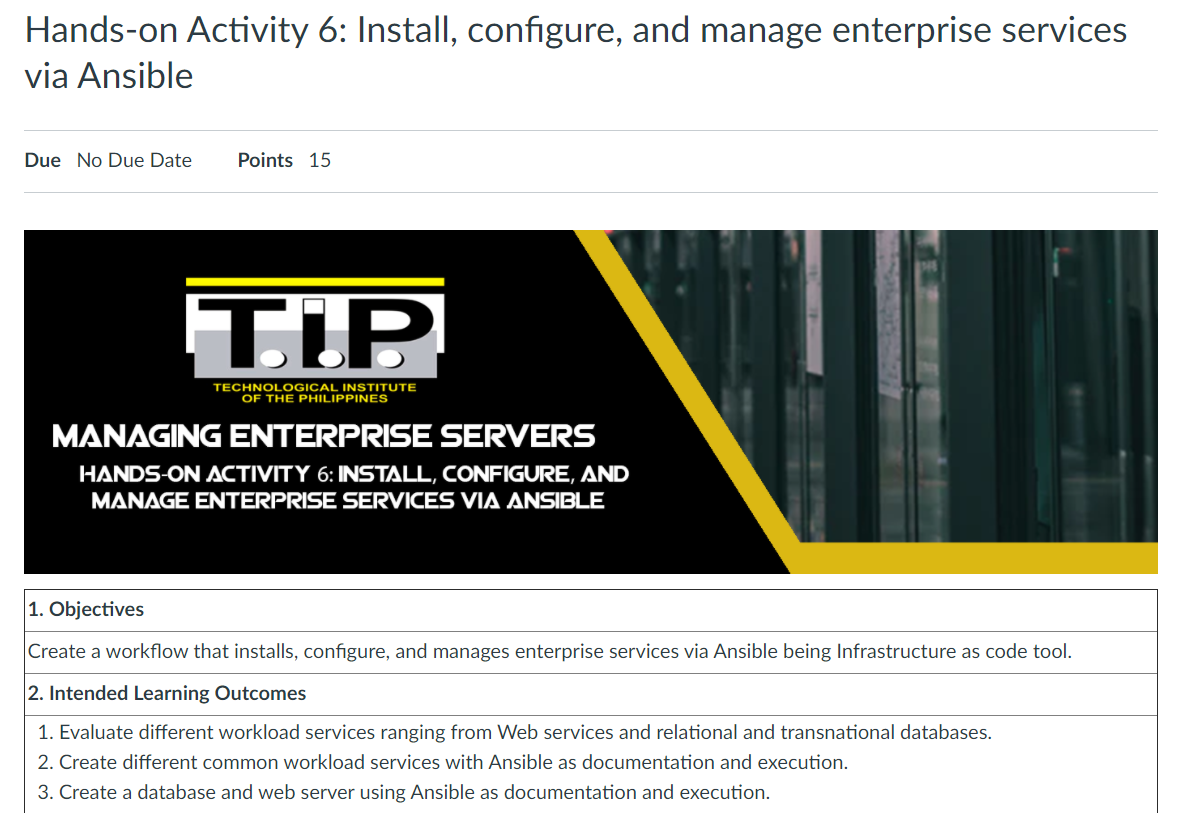 Hands-on Activity 6: Install, configure, and manage enterprise services
via Ansible
Due No Due Date Points 15
T.I.P.
TECHNOLOGICAL INSTITUTE
OF THE PHILIPPINES
MANAGING ENTERPRISE SERVERS
HANDS-ON ACTIVITY 6: INSTALL, CONFIGURE, AND
MANAGE ENTERPRISE SERVICES VIA ANSIBLE
1. Objectives
Create a workflow that installs, configure, and manages enterprise services via Ansible being Infrastructure as code tool.
2. Intended Learning Outcomes
1. Evaluate different workload services ranging from Web services and relational and transnational databases.
2. Create different common workload services with Ansible as documentation and execution.
3. Create a database and web server using Ansible as documentation and execution.